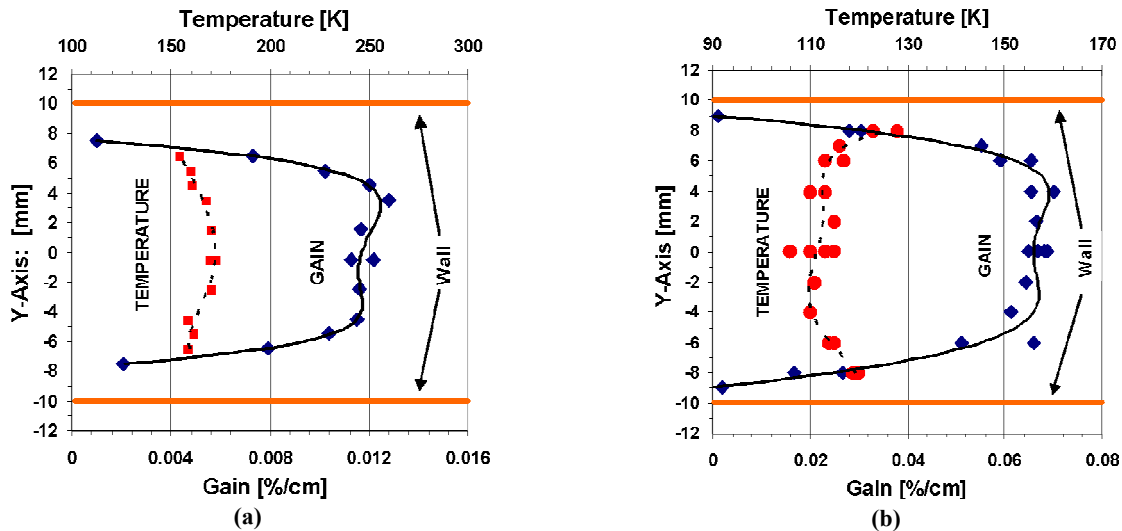 Temperature [K]
100 150 200 250 300
12
10
8
6
4
2
0
-2
-4
-6
-8
-10
-12
Y-Axis: [mm]
TEMPERATURE
GAIN
Wall
0 0.004 0.008 0.012 0.016
Gain [%/cm]
(a)
Temperature [K]
90 110 130 150 170
12
10
8
6
4
2
0
-2
-4
-6
-8
-10
-12
Y-Axis [mm]
TEMPERATURE
GAIN
Wall
0 0.02 0.04 0.06 0.08
Gain [%/cm]
(b)